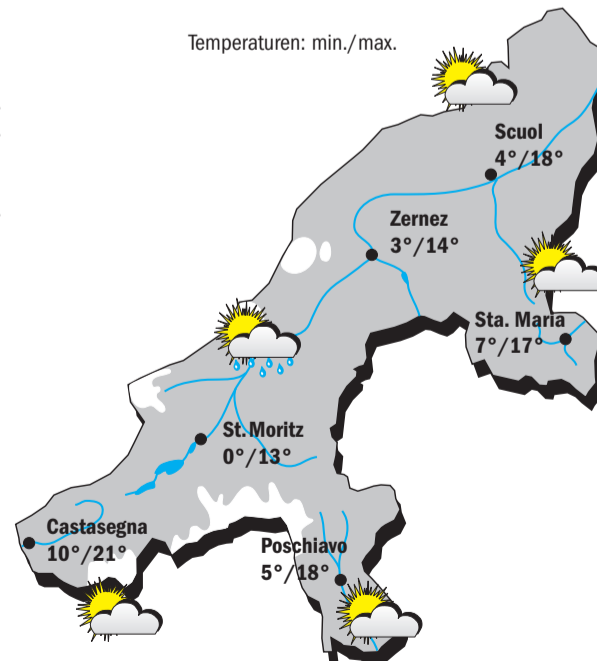 Temperaturen: min./max.
Scuol
4°/18°
Zernez
3°/14°
Sta. Maria
7°/17°
St. Moritz
0°/13°
Castasegna
10°/21°
Poschiavo
5°/18°